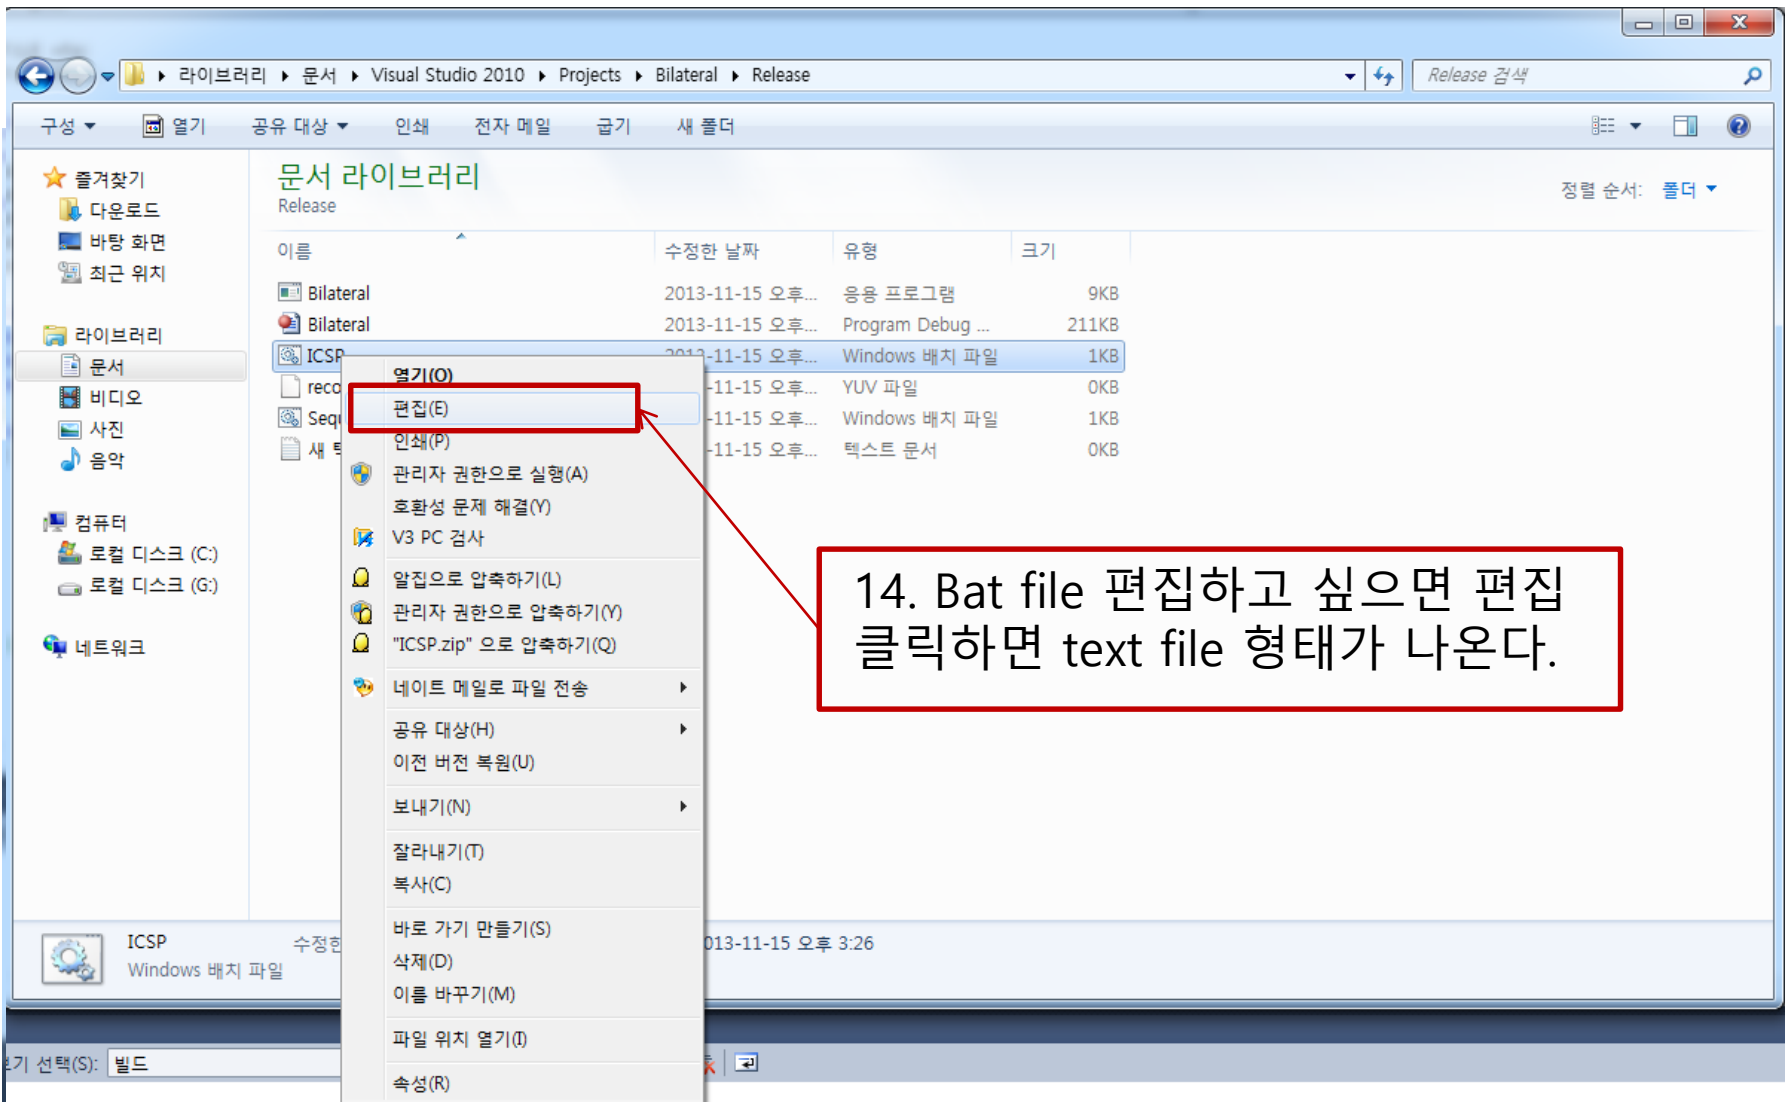 라이브러리 ▸ 문서 ▸ Visual Studio 2010 ▸ Projects ▸ Bilateral ▸ Release
Release 검색
구성 열기 공유 대상 인쇄 전자 메일 굽기 새 폴더
즐겨찾기
다운로드
바탕 화면
최근 위치
라이브러리
문서
비디오
사진
음악
컴퓨터
로컬 디스크 (C:)
로컬 디스크 (G:)
네트워크
문서 라이브러리
Release
정렬 순서: 폴더
이름 수정한 날짜 유형 크기
Bilateral 2013-11-15 오후... 응용 프로그램 9KB
Bilateral 2013-11-15 오후... Program Debug ... 211KB
ICSP 2013-11-15 오후... Windows 배치 파일 1KB
reco -11-15 오후... YUV 파일 0KB
Sequ -11-15 오후... Windows 배치 파일 1KB
새 -11-15 오후... 텍스트 문서 0KB
열기(O)
편집(E)
인쇄(P)
관리자 권한으로 실행(A)
호환성 문제 해결(Y)
V3 PC 검사
알집으로 압축하기(L)
관리자 권한으로 압축하기(Y)
"ICSP.zip" 으로 압축하기(Q)
네이트 메일로 파일 전송
공유 대상(H)
이전 버전 복원(U)
보내기(N)
잘라내기(T)
복사(C)
바로 가기 만들기(S)
삭제(D)
이름 바꾸기(M)
파일 위치 열기(I)
속성(R)
14. Bat file 편집하고 싶으면 편집
클릭하면 text file 형태가 나온다.
ICSP 수정한 013-11-15 오후 3:26
Windows 배치 파일
기 선택(S): 빌드